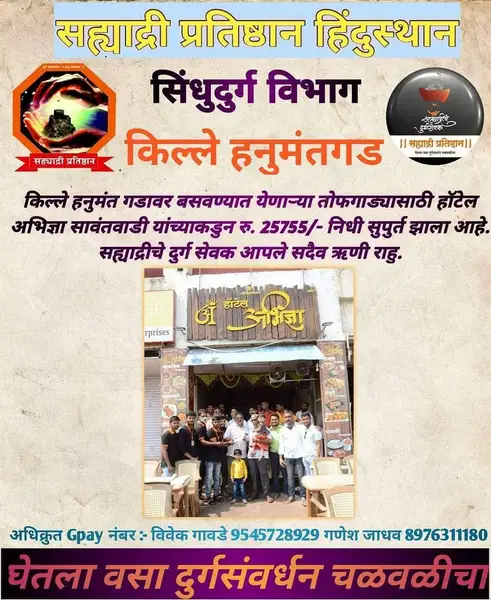 सह्याद्री प्रतिष्ठान हिंदुस्थान
सिंधुदुर्ग विभाग
किल्ले हनुमंतगड
सह्याद्री प्रतिष्ठान
|| सह्याद्री प्रतिष्ठान ||
किल्ले हनुमंत गडावर बसवण्यात येणाऱ्या तोफगाड्यासाठी हॉटेल
अभिज्ञा सावंतवाडी यांच्याकडुन रु. 25755/- निधी सुपुर्त झाला आहे.
सह्याद्रीचे दुर्ग सेवक आपले सदैव ऋणी राहु.
हॉटेल
अभिज्ञा
erprises
अधिक्रुत Gpay नंबर :- विवेक गावडे 9545728929 गणेश जाधव 8976311180
घेतला वसा दुर्गसंवर्धन चळवळीचा